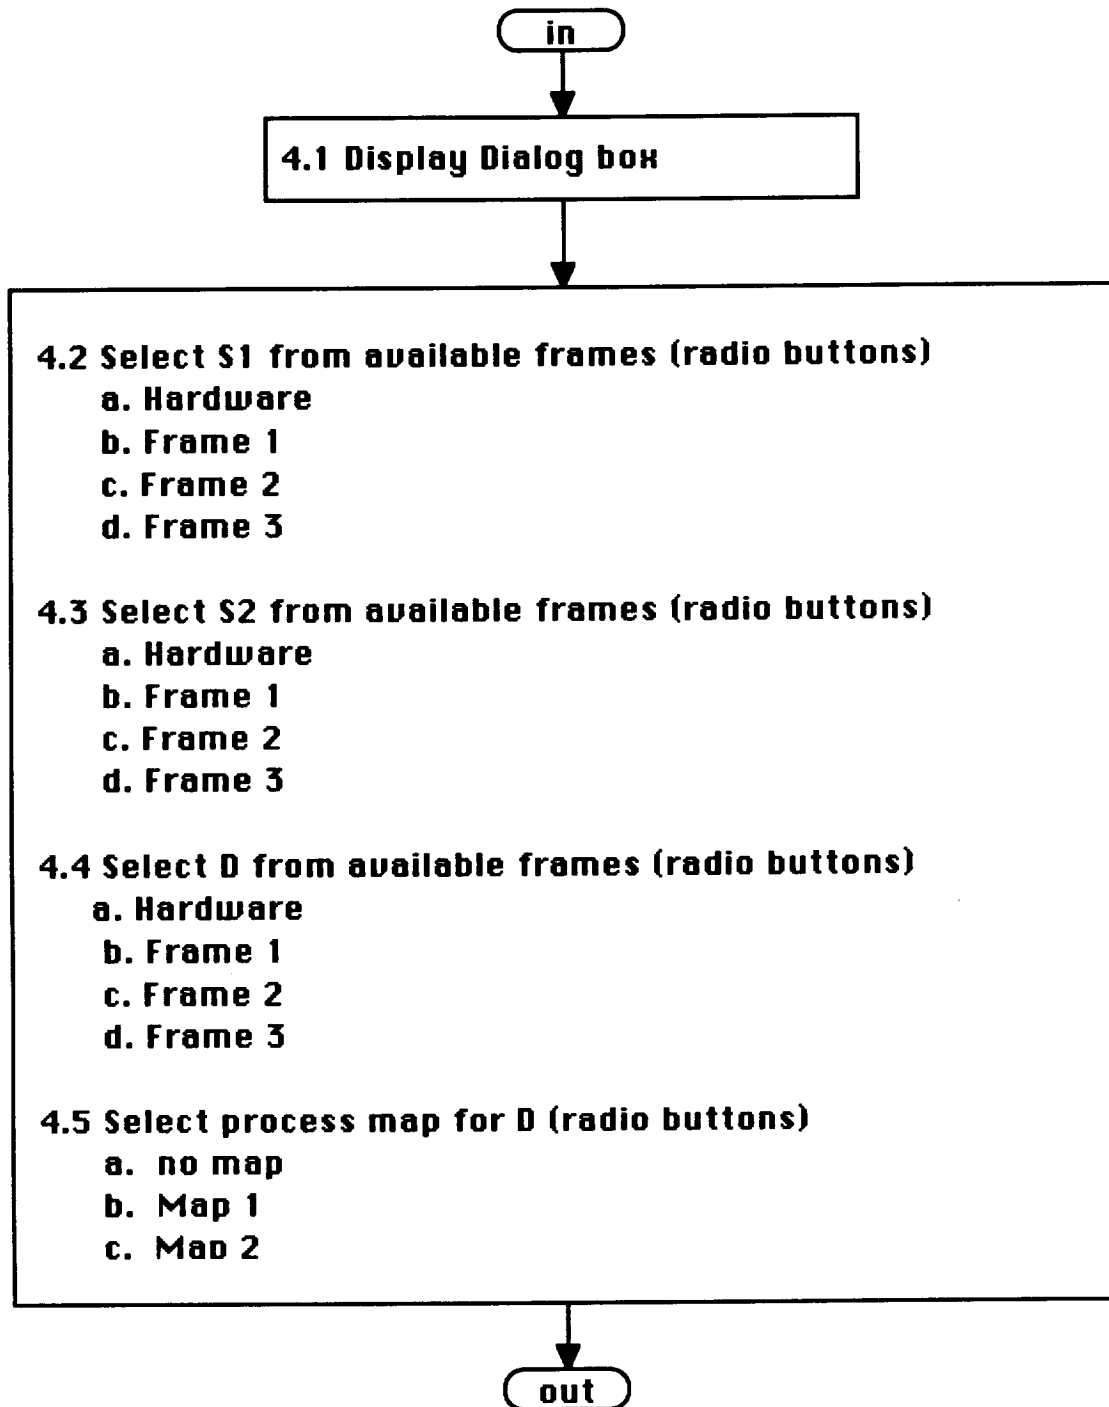 in
4.1 Display Dialog box
4.2 Select S1 from available frames (radio buttons)
a. Hardware
b. Frame 1
c. Frame 2
d. Frame 3
4.3 Select S2 from available frames (radio buttons)
a. Hardware
b. Frame 1
c. Frame 2
d. Frame 3
4.4 Select D from available frames (radio buttons)
a. Hardware
b. Frame 1
c. Frame 2
d. Frame 3
4.5 Select process map for D (radio buttons)
a. no map
b. Map 1
c. Map 2
out